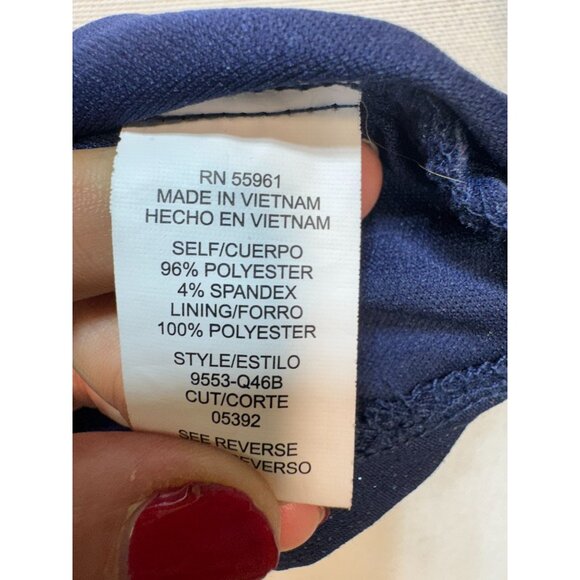 RN 55961
MADE IN VIETNAM
HECHO EN VIETNAM
SELF/CUERPO
96% POLYESTER
4% SPANDEX
LINING/FORRO
100% POLYESTER
STYLE/ESTILO
9553-Q46B
CUT/CORTE
05392
SEE REVERSE